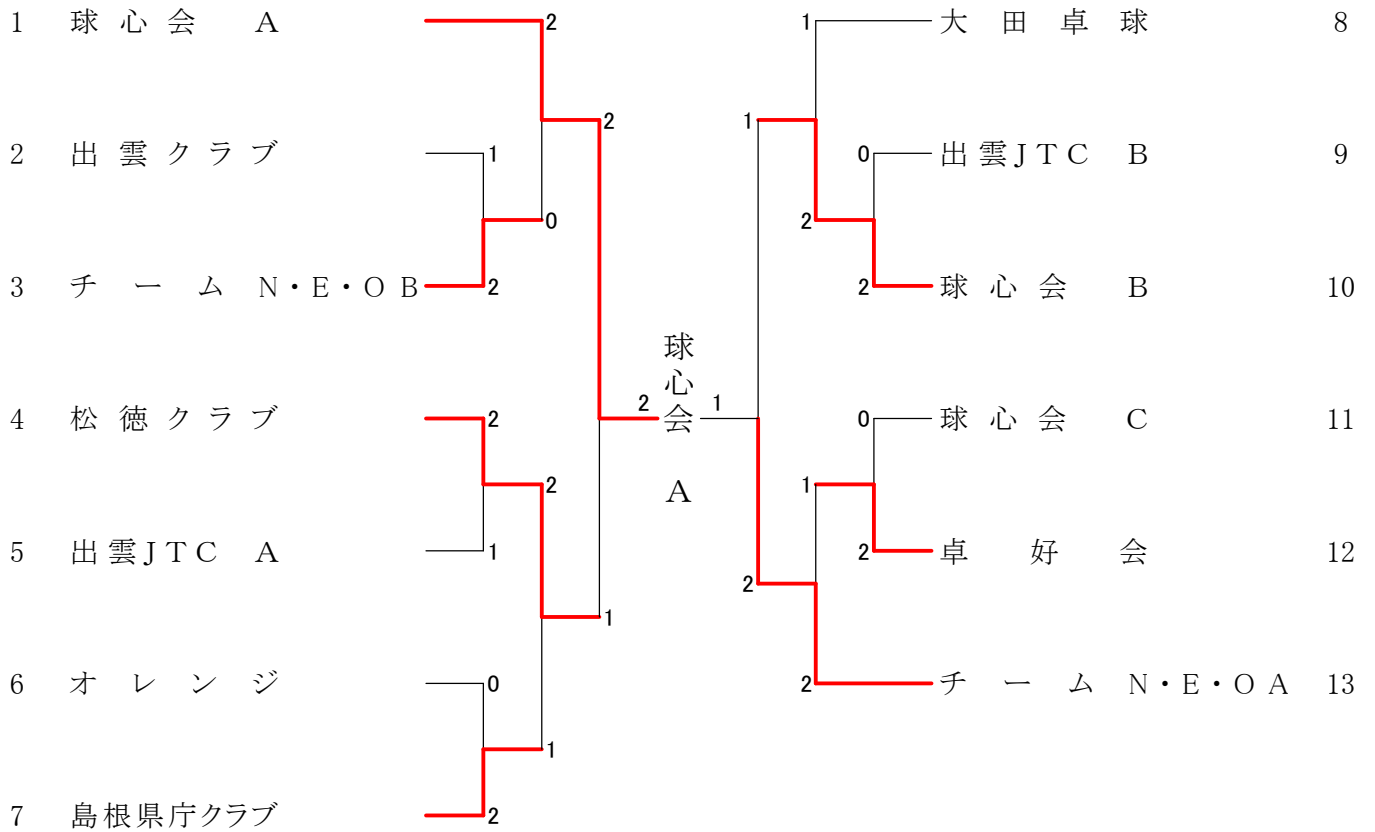 1 球心会 A 2 1 大田卓球 8
2 1
2 出雲クラブ 1 0 出雲JTC B 9
0 2
3 チーム N・E・O B 2 2 球心会 B 10
球心会 A
2 1
4 松徳クラブ 2 0 球心会 C 11
2 1
5 出雲JTC A 1 2 卓好会 12
1 2
6 オレンジ 0 2 チーム N・E・O A 13
1
7 島根県庁クラブ 2